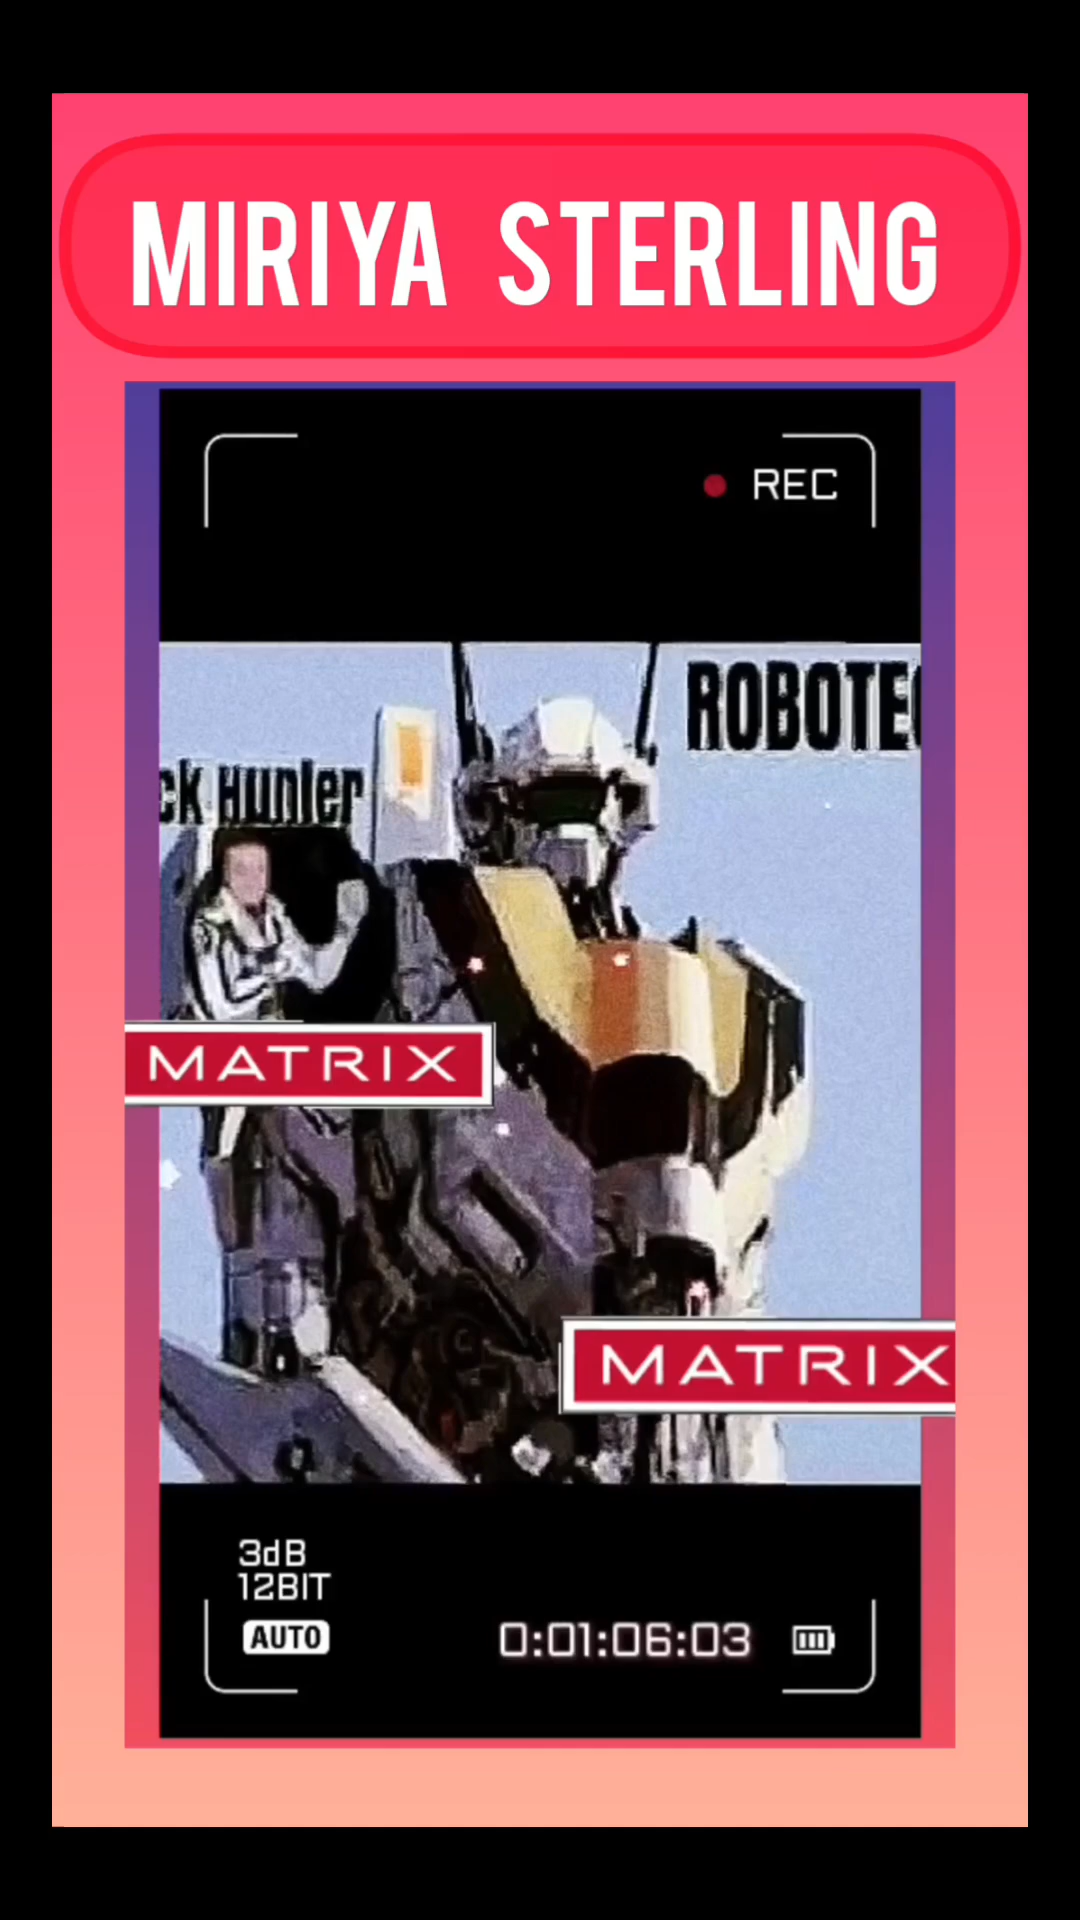 MIRIYA STERLING
REC
ROBOTE
ck Hunter
MATRIX
MATRIX
3dB
12BIT
AUTO
0:01:06:03